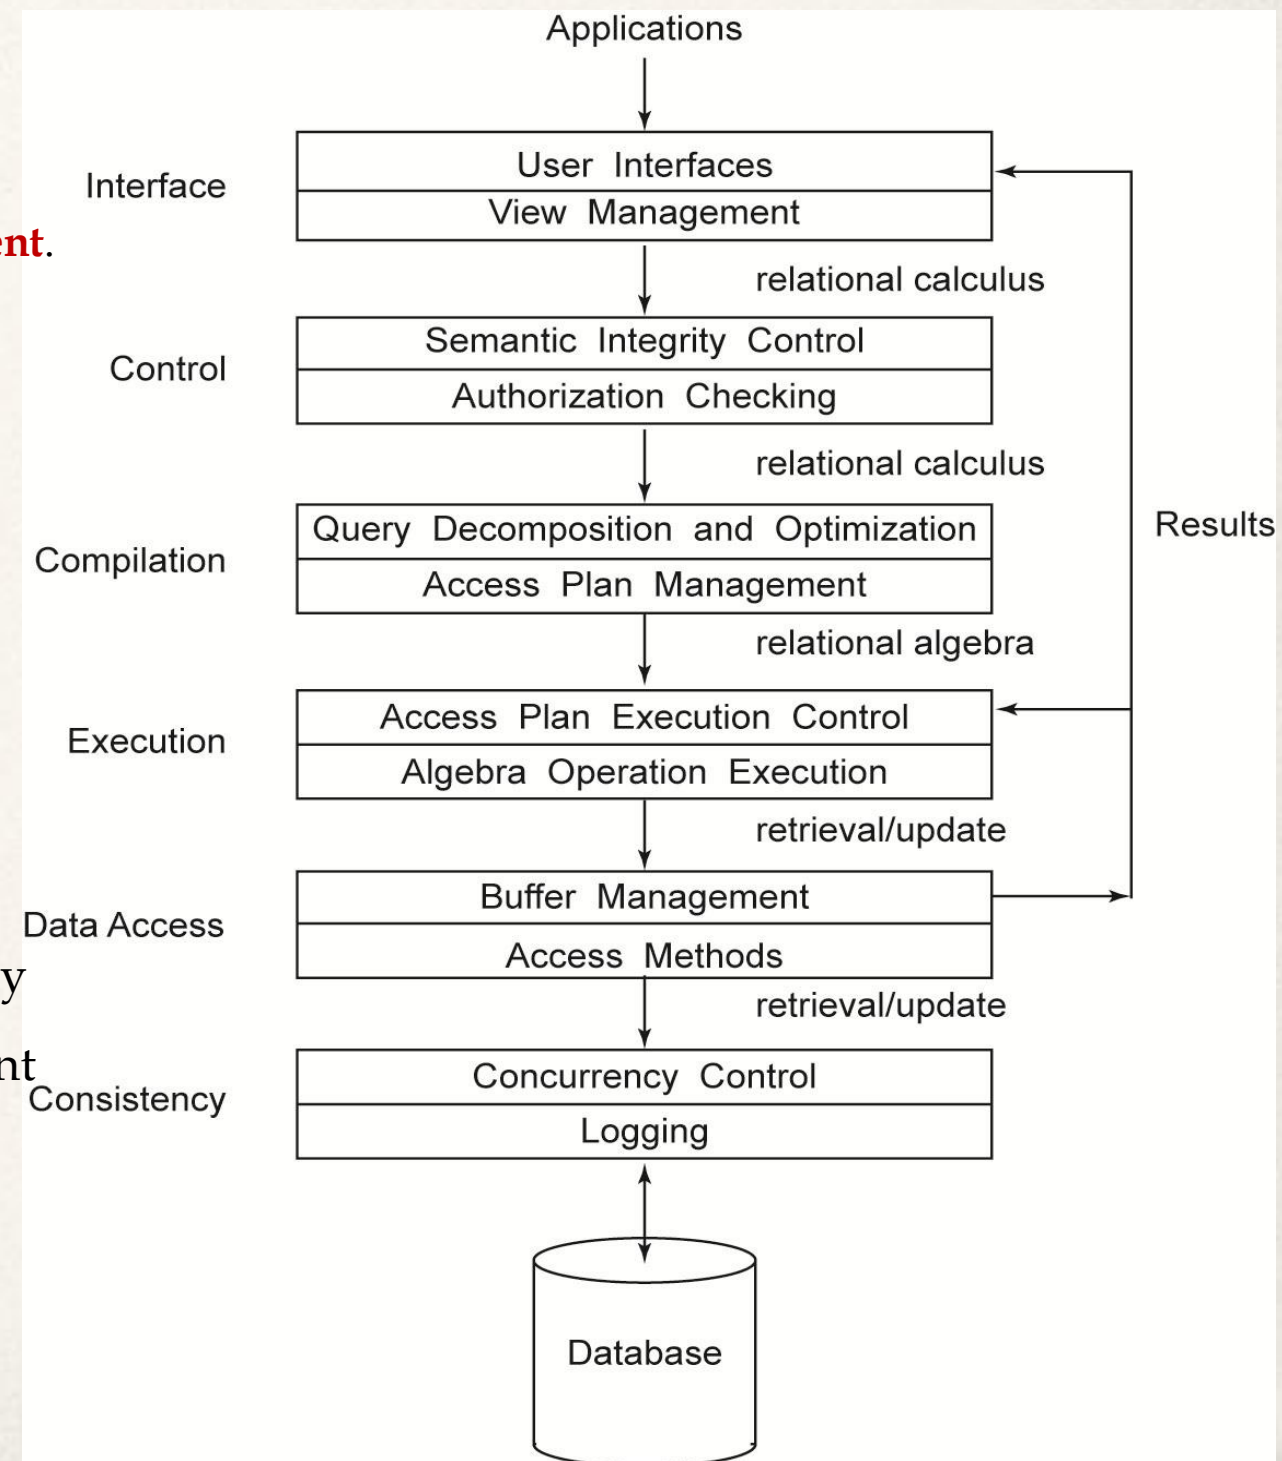 Applications
User Interfaces
Interface
View Management
ent.
relational calculus
Semantic Integrity Control
Control
Authorization Checking
relational calculus
Query Decomposition and Optimization
Results
Compilation
Access Plan Management
relational algebra
Access Plan Execution Control
Execution
Algebra Operation Execution
retrieval/update
Buffer Management
Data Access
Access Methods
y
retrieval/update
nt
Concurrency Control
Consistency
Logging
Database